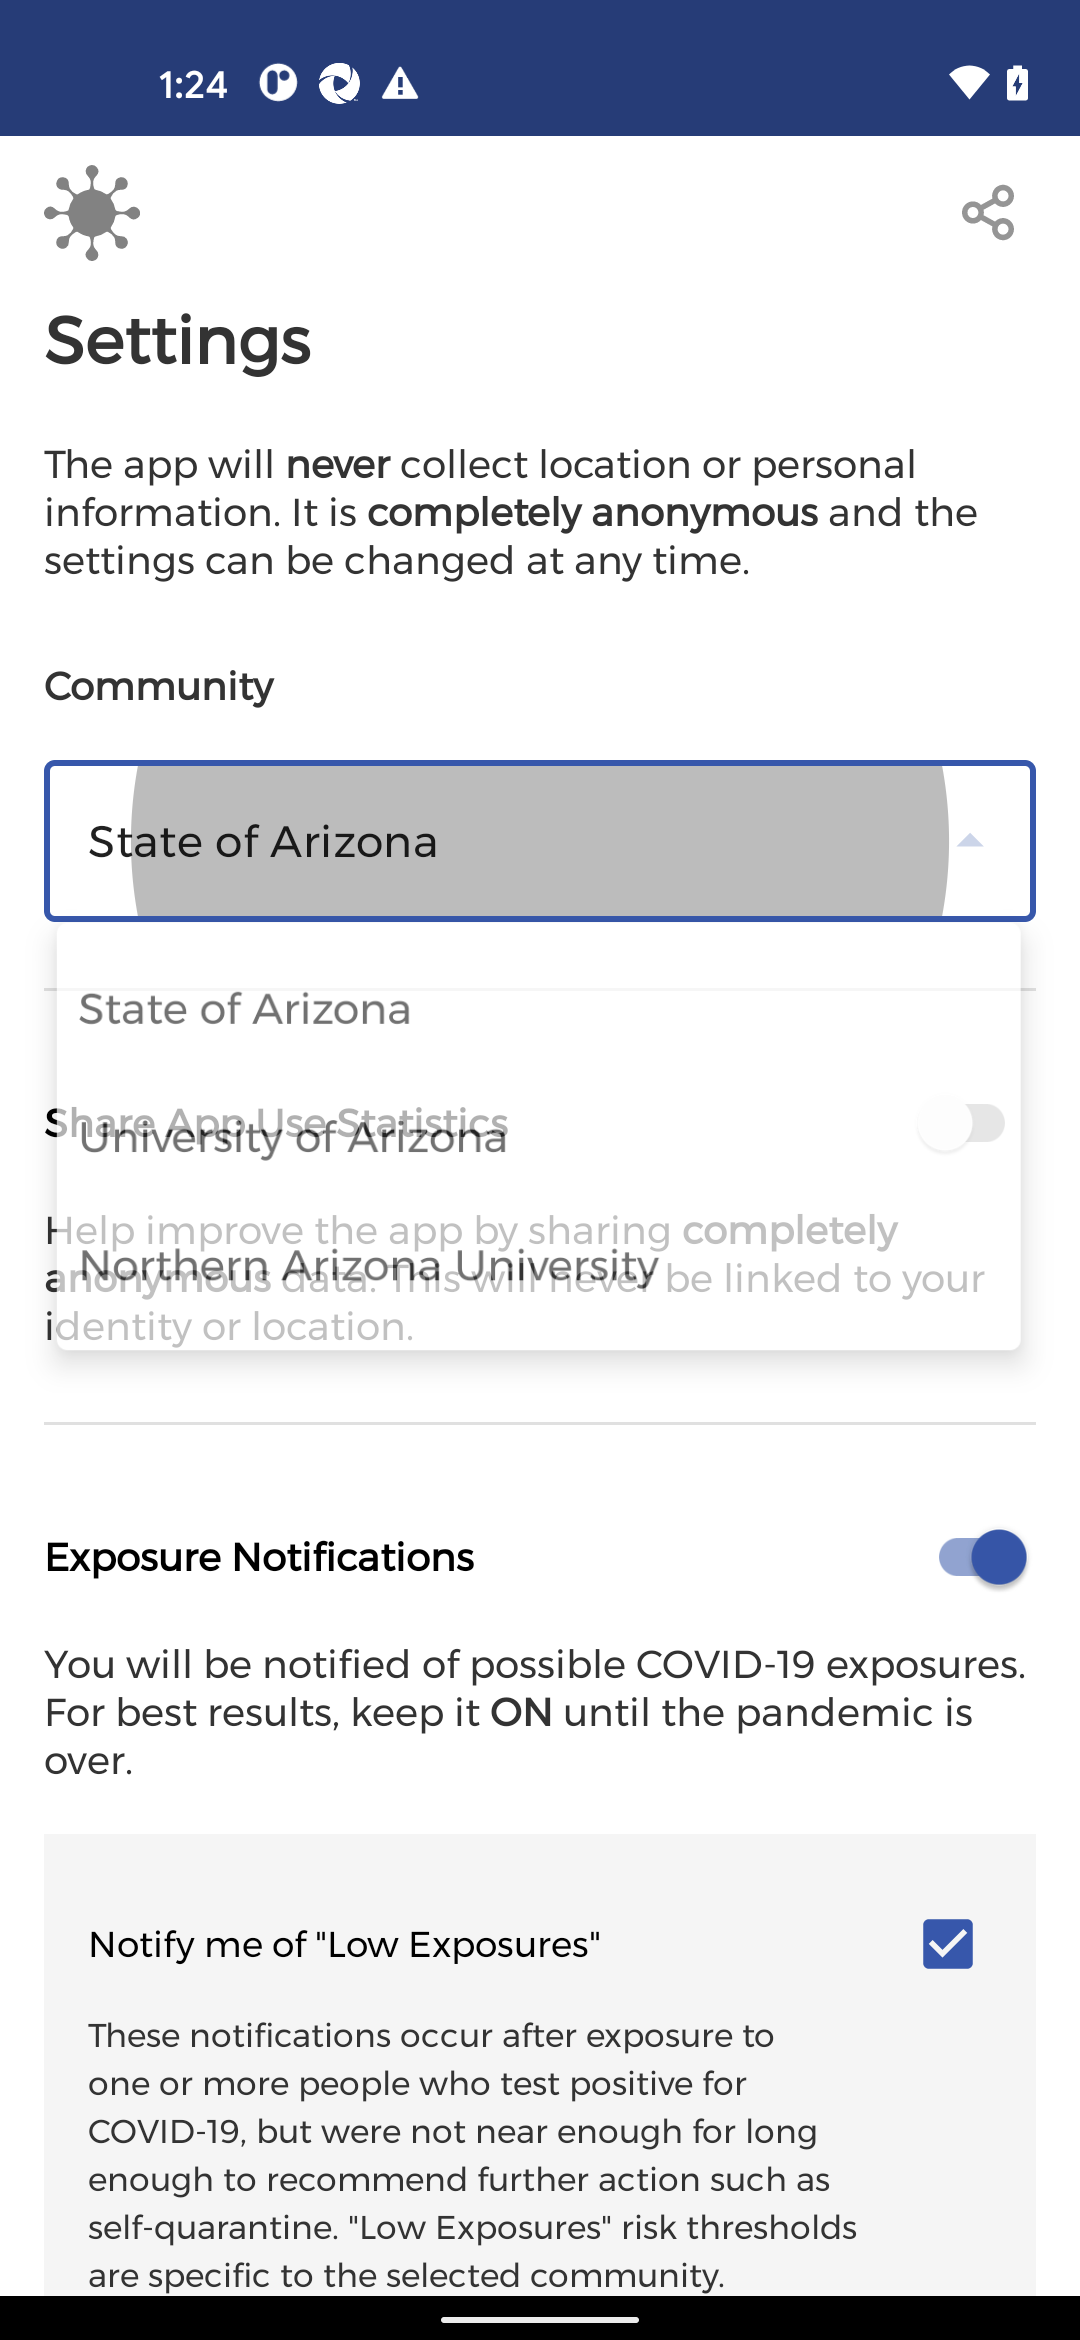 1:24
Settings
The app will never collect location or personal
information. It is completely anonymous and the
settings can be changed at any time.
Community
State of Arizona
State of Arizona
Share App Use Statistics
University of Arizona
Help improve the app by sharing completely
Northern Arizona University
anonymous data. This will never be linked to your
identity or location.
Exposure Notifications
You will be notified of possible COVID-19 exposures.
For best results, keep it ON until the pandemic is
over.
Notify me of "Low Exposures"
These notifications occur after exposure to
one or more people who test positive for
COVID-19, but were not near enough for long
enough to recommend further action such as
self-quarantine. "Low Exposures" risk thresholds
are specific to the selected community.